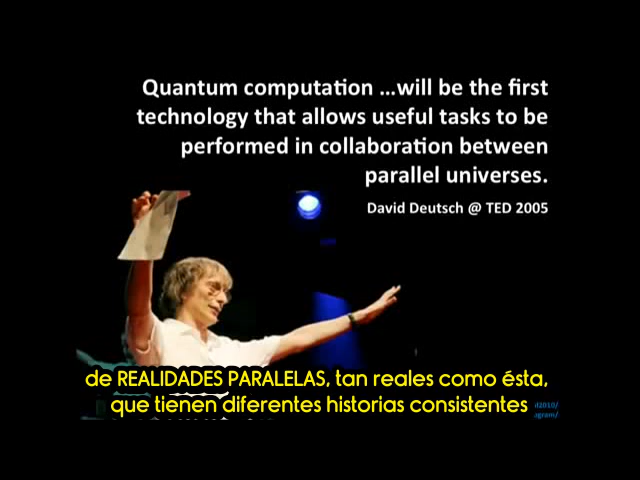 Quantum computation ...will be the first
technology that allows useful tasks to be
performed in collaboration between
parallel universes.
David Deutsch @ TED 2005
de REALIDADES PARALELAS, tan reales como ésta,
que tienen diferentes historias consistentes